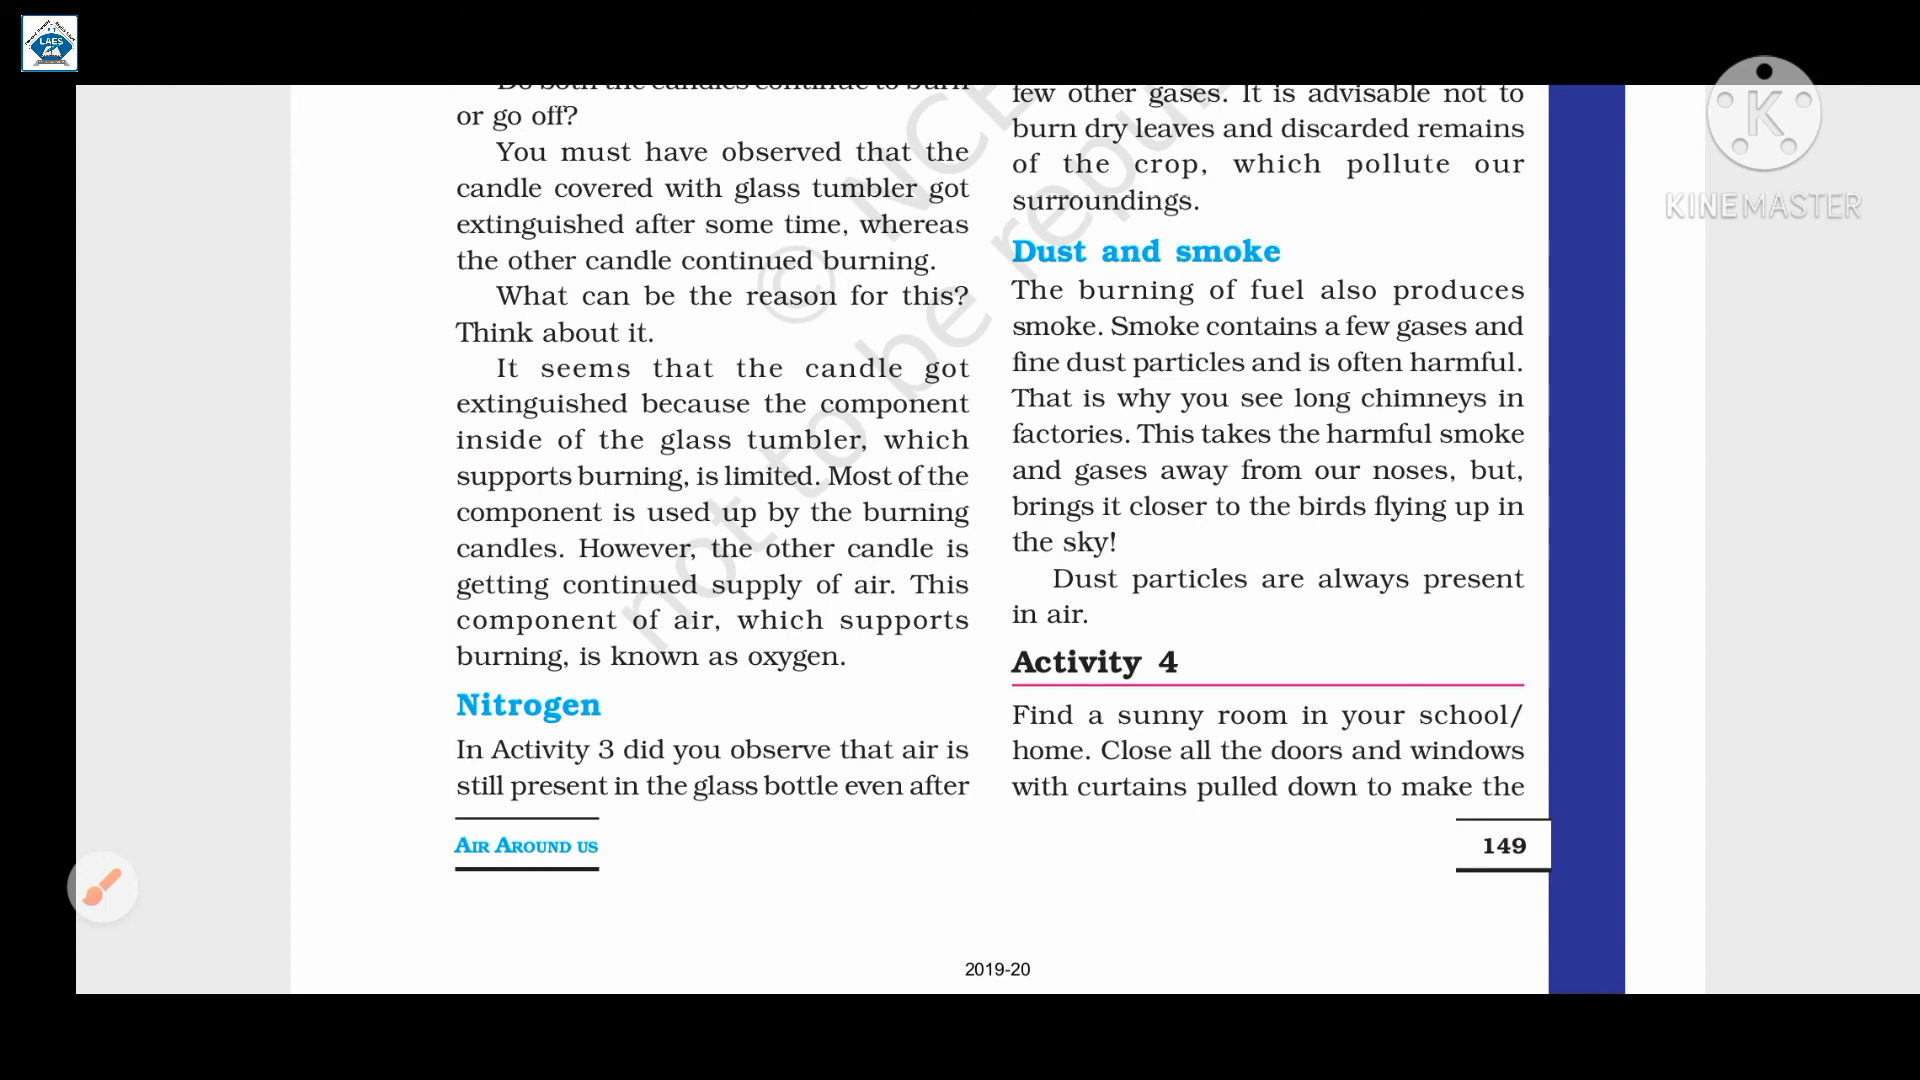 LAES
Do both the candles continue to burn
or go off?
You must have observed that the
candle covered with glass tumbler got
extinguished after some time, whereas
the other candle continued burning.
What can be the reason for this?
Think about it.
It seems that the candle got
extinguished because the component
inside of the glass tumbler, which
supports burning, is limited. Most of the
component is used up by the burning
candles. However, the other candle is
getting continued supply of air. This
component of air, which supports
burning, is known as oxygen.
Nitrogen
In Activity 3 did you observe that air is
still present in the glass bottle even after
few other gases. It is advisable not to
burn dry leaves and discarded remains
of the crop, which pollute our
surroundings.
Dust and smoke
The burning of fuel also produces
smoke. Smoke contains a few gases and
fine dust particles and is often harmful.
That is why you see long chimneys in
factories. This takes the harmful smoke
and gases away from our noses, but,
brings it closer to the birds flying up in
the sky!
Dust particles are always present
in air.
Activity 4
Find a sunny room in your school/
home. Close all the doors and windows
with curtains pulled down to make the
AIR AROUND US
149
2019-20
© NCE
not to be repu
K
KINEMASTER